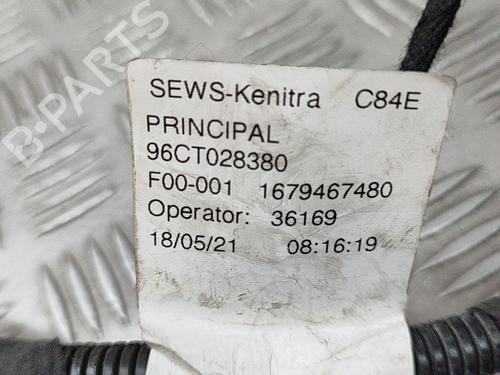 SEWS-Kenitra C84E
PRINCIPAL
96CT028380
F00-001 1679467480
Operator: 36169
18/05/21 08:16:19
B-PARTS